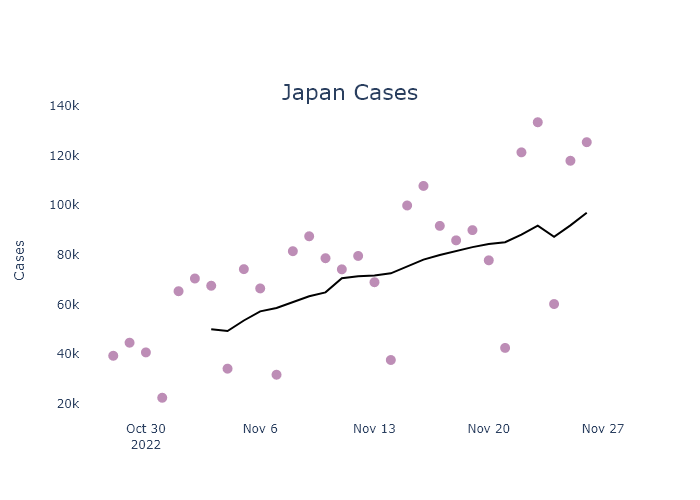 Japan Cases
140k
120k
100k
80k
60k
40k
20k
Cases
Oct 30
2022
Nov 6
Nov 13
Nov 20
Nov 27